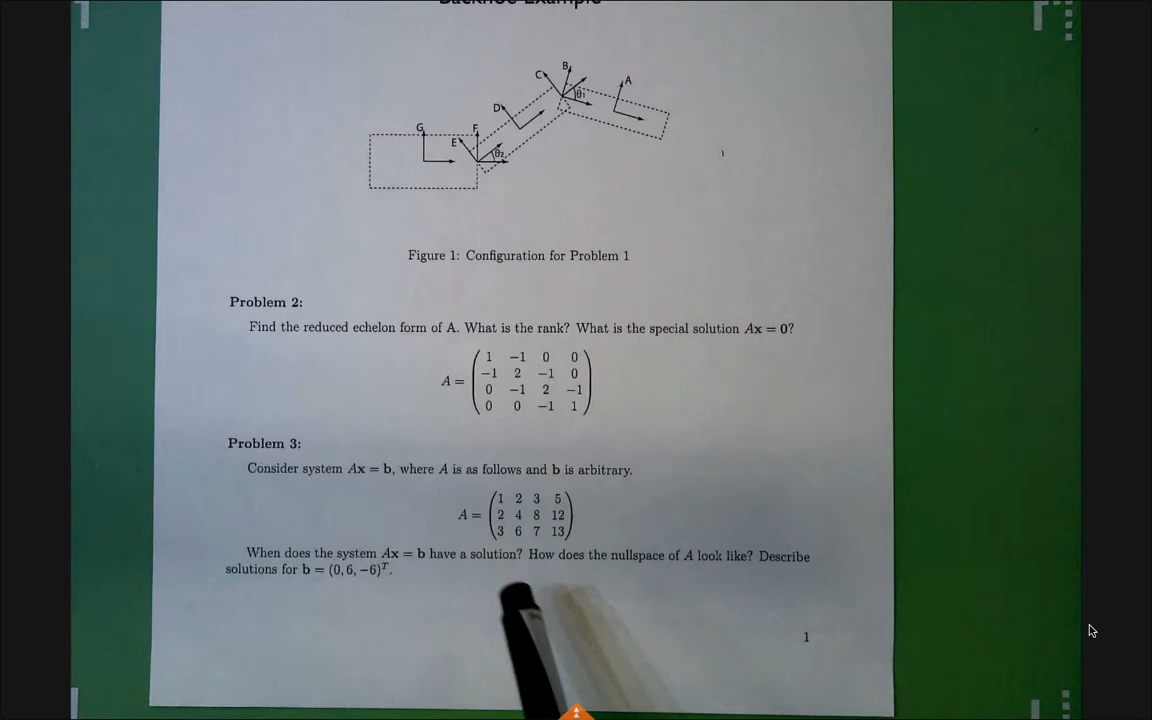 Backhoe Example
C B A
θ1
D
G F
E θ2
Figure 1: Configuration for Problem 1
Problem 2:
Find the reduced echelon form of A. What is the rank? What is the special solution Ax = 0?
A = ( 1 −1 0 0
−1 2 −1 0
0 −1 2 −1
0 0 −1 1 )
Problem 3:
Consider system Ax = b, where A is as follows and b is arbitrary.
A = ( 1 2 3 5
2 4 8 12
3 6 7 13 )
When does the system Ax = b have a solution? How does the nullspace of A look like? Describe
solutions for b = (0, 6, −6)ᵀ.
1